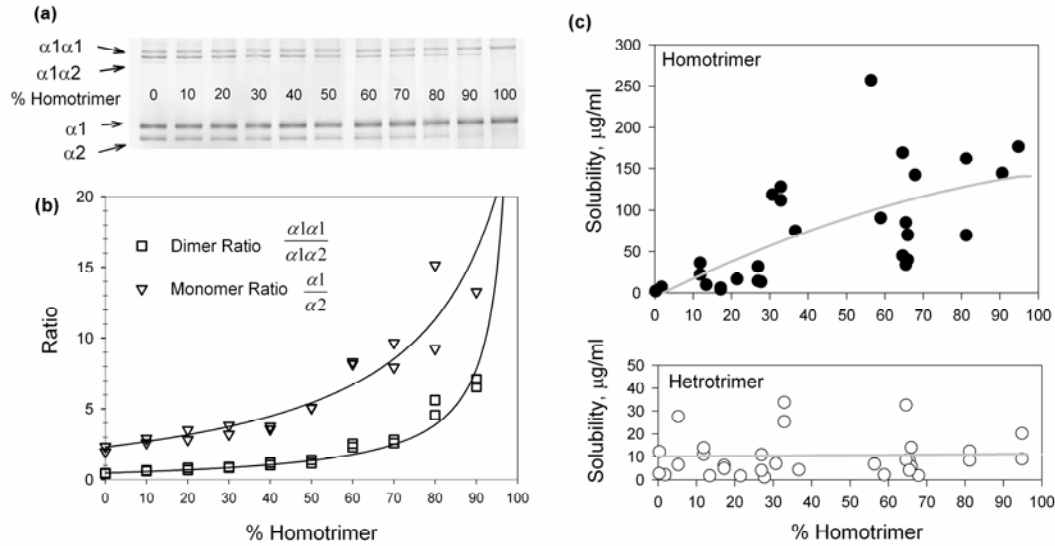 (a)
α1α1
α1α2
% Homotrimer
0 10 20 30 40 50 60 70 80 90 100
α1
α2
(b)
20
15
10
5
0
Ratio
Dimer Ratio α1α1
α1α2
Monomer Ratio α1
α2
0 10 20 30 40 50 60 70 80 90 100
% Homotrimer
(c)
Homotrimer
300
250
200
150
100
50
0
Solubility, μg/ml
0 10 20 30 40 50 60 70 80 90 100
Hetrotrimer
50
40
30
20
10
0
Solubility, μg/ml
0 10 20 30 40 50 60 70 80 90 100
% Homotrimer